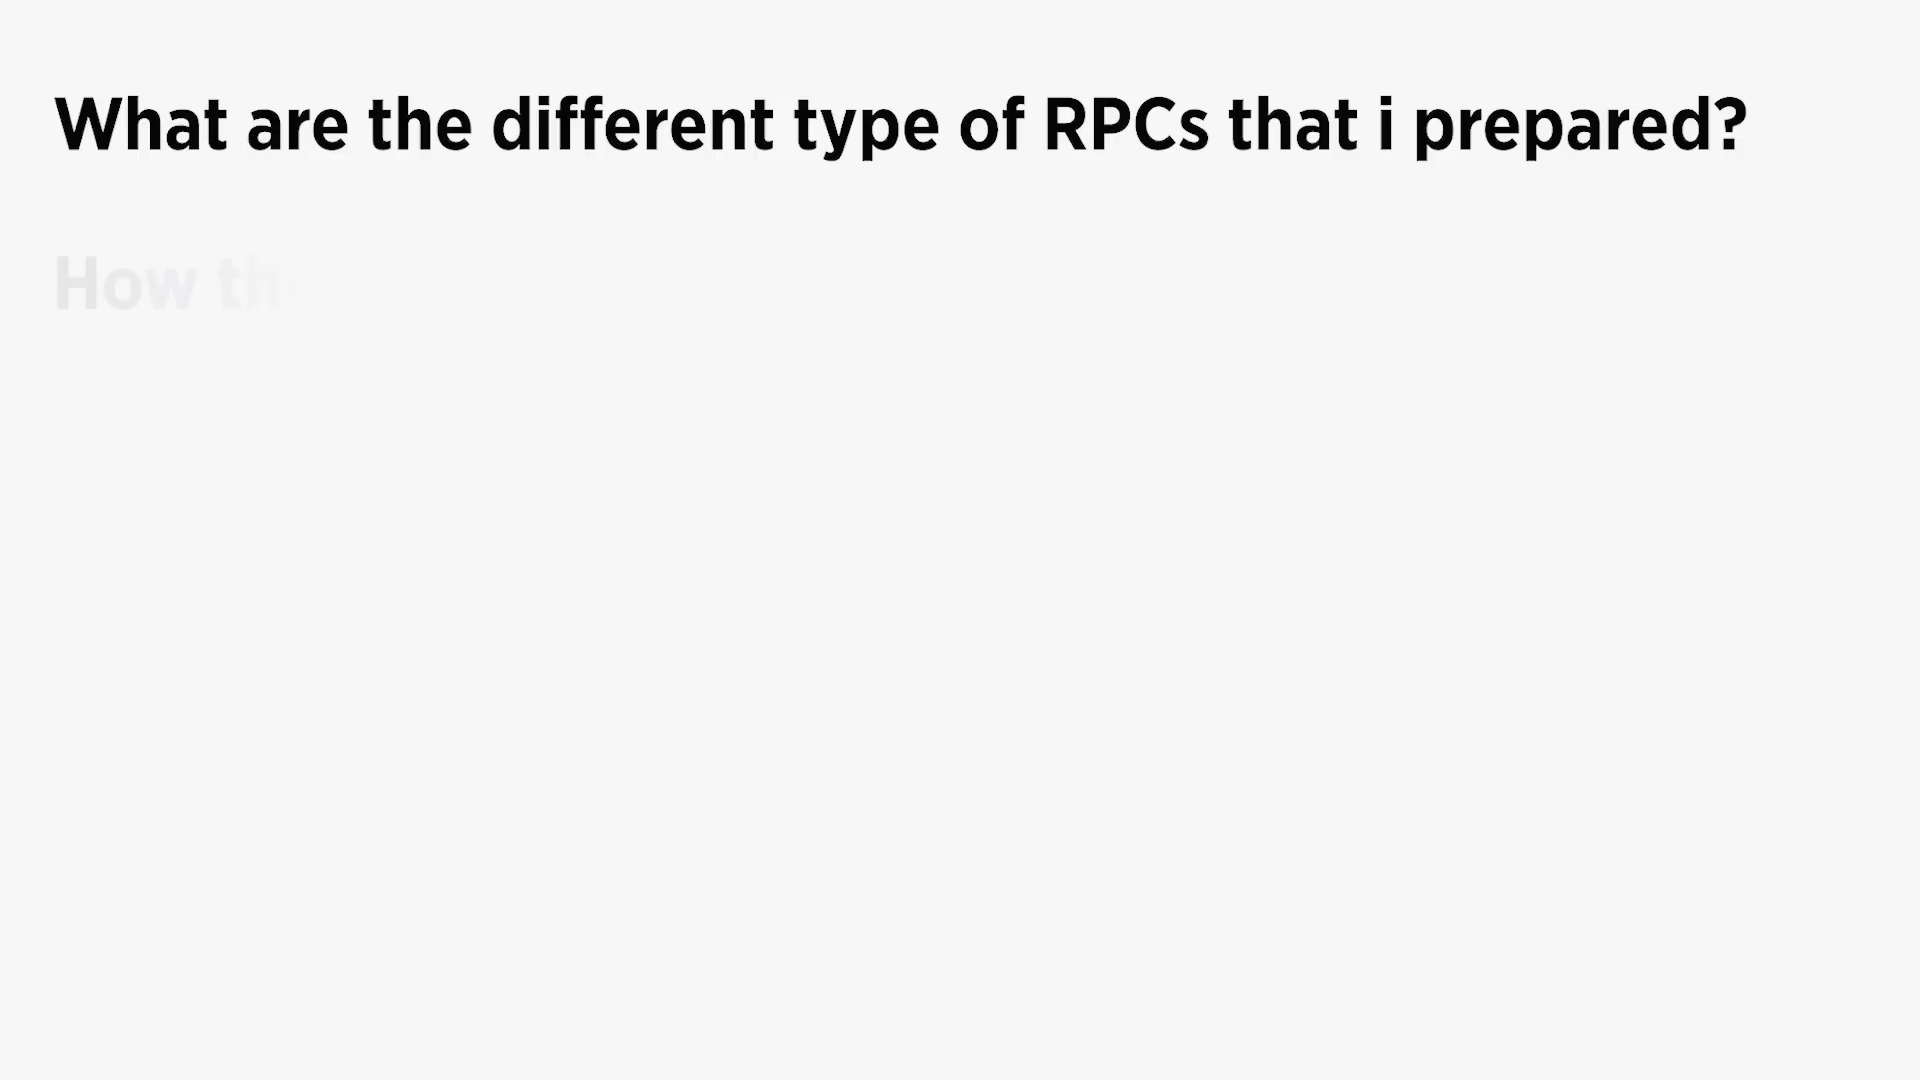 What are the different type of RPCs that i prepared?
How